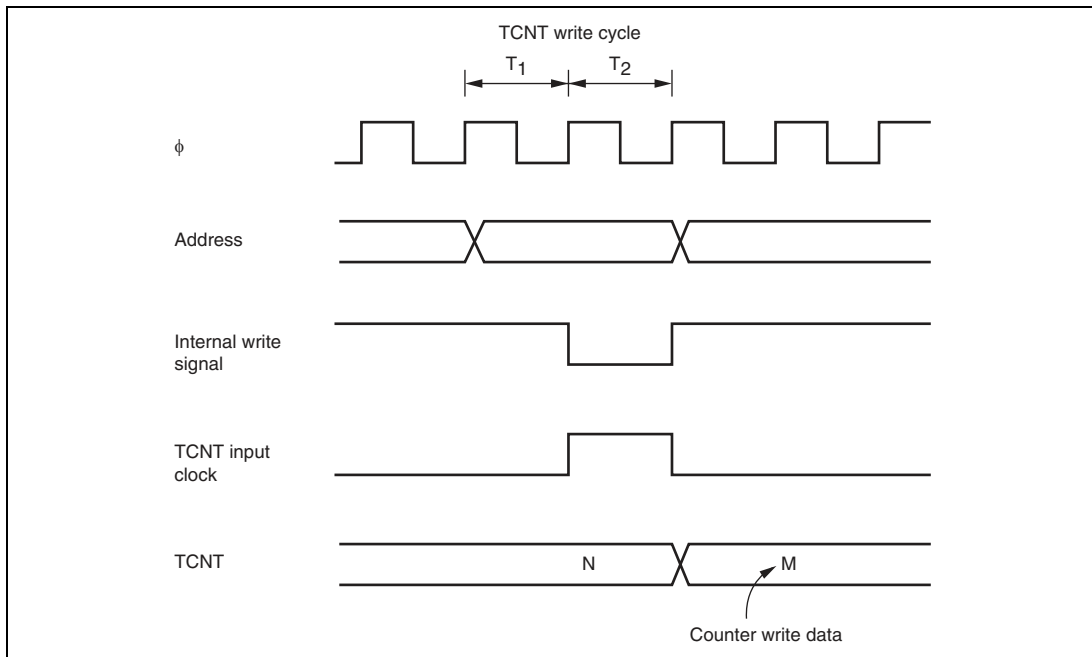 TCNT write cycle
T1 T2
ϕ
Address
Internal write
signal
TCNT input
clock
TCNT
N M
Counter write data